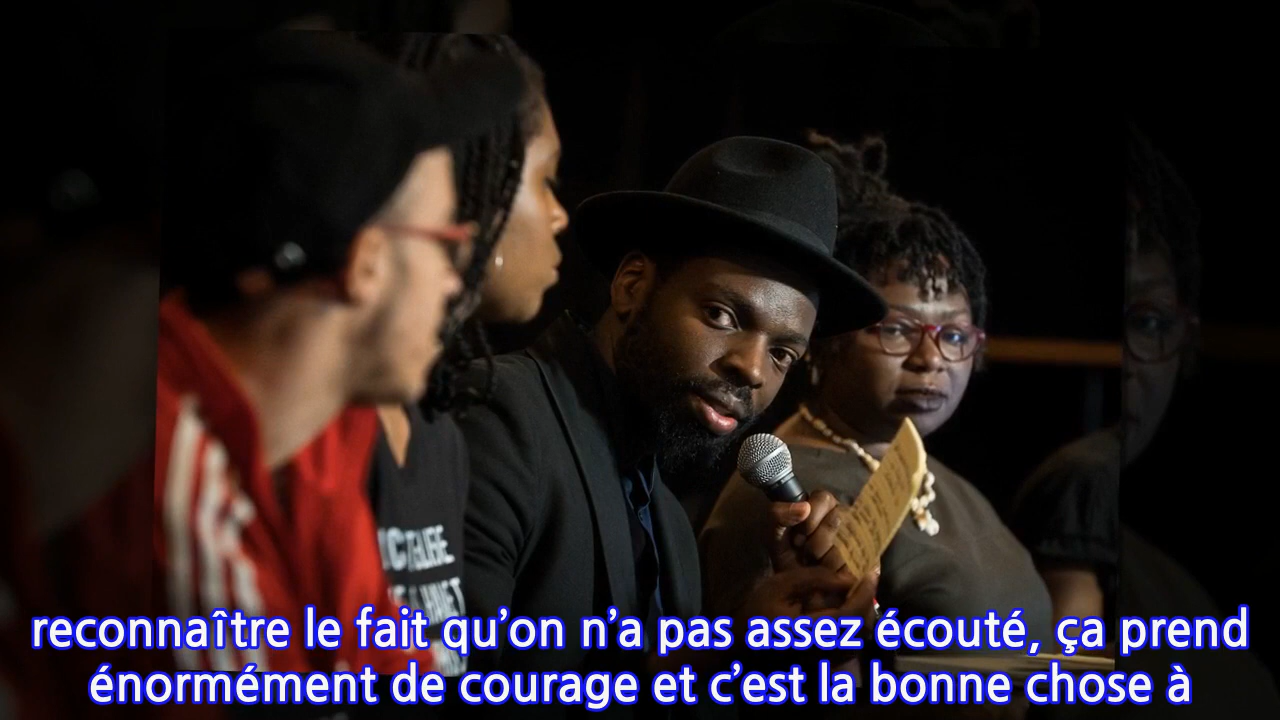 reconnaître le fait qu’on n’a pas assez écouté, ça prend
énormément de courage et c’est la bonne chose à